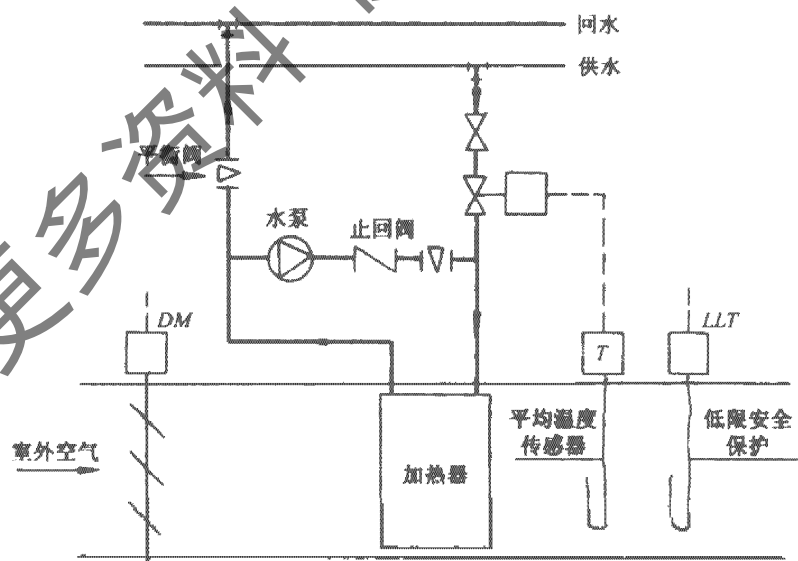 回水
供水
更多资料
平衡阀
水泵
止回阀
DM
T
LLT
室外空气
加热器
平均温度
传感器
低限安全
保护